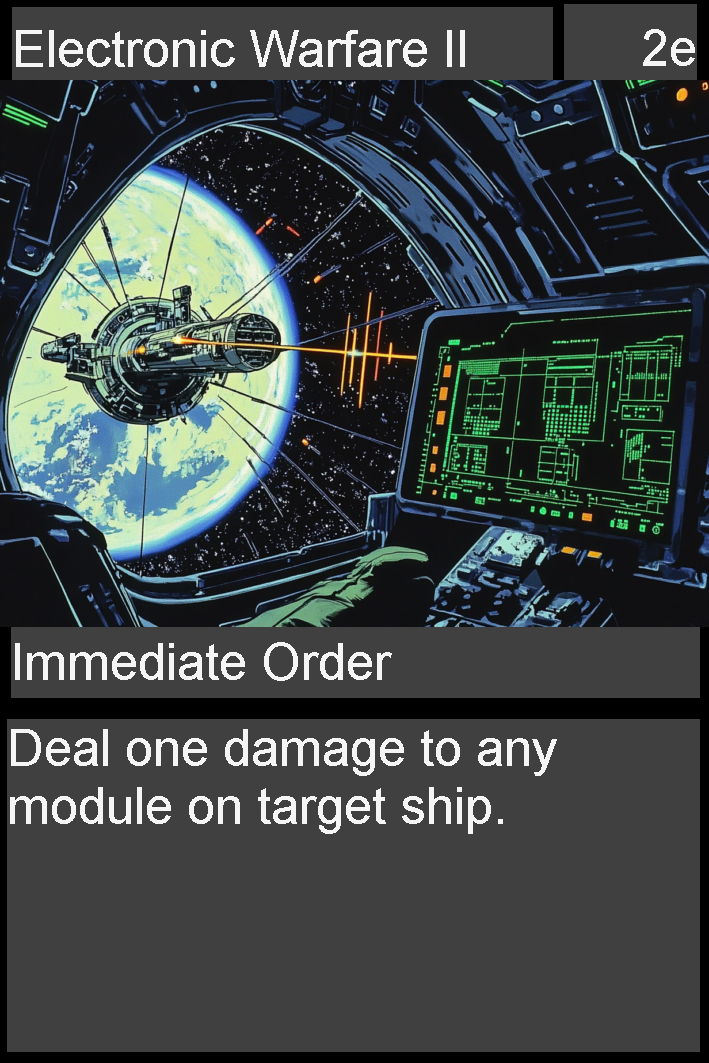 Electronic Warfare II
2e
Immediate Order
Deal one damage to any
module on target ship.